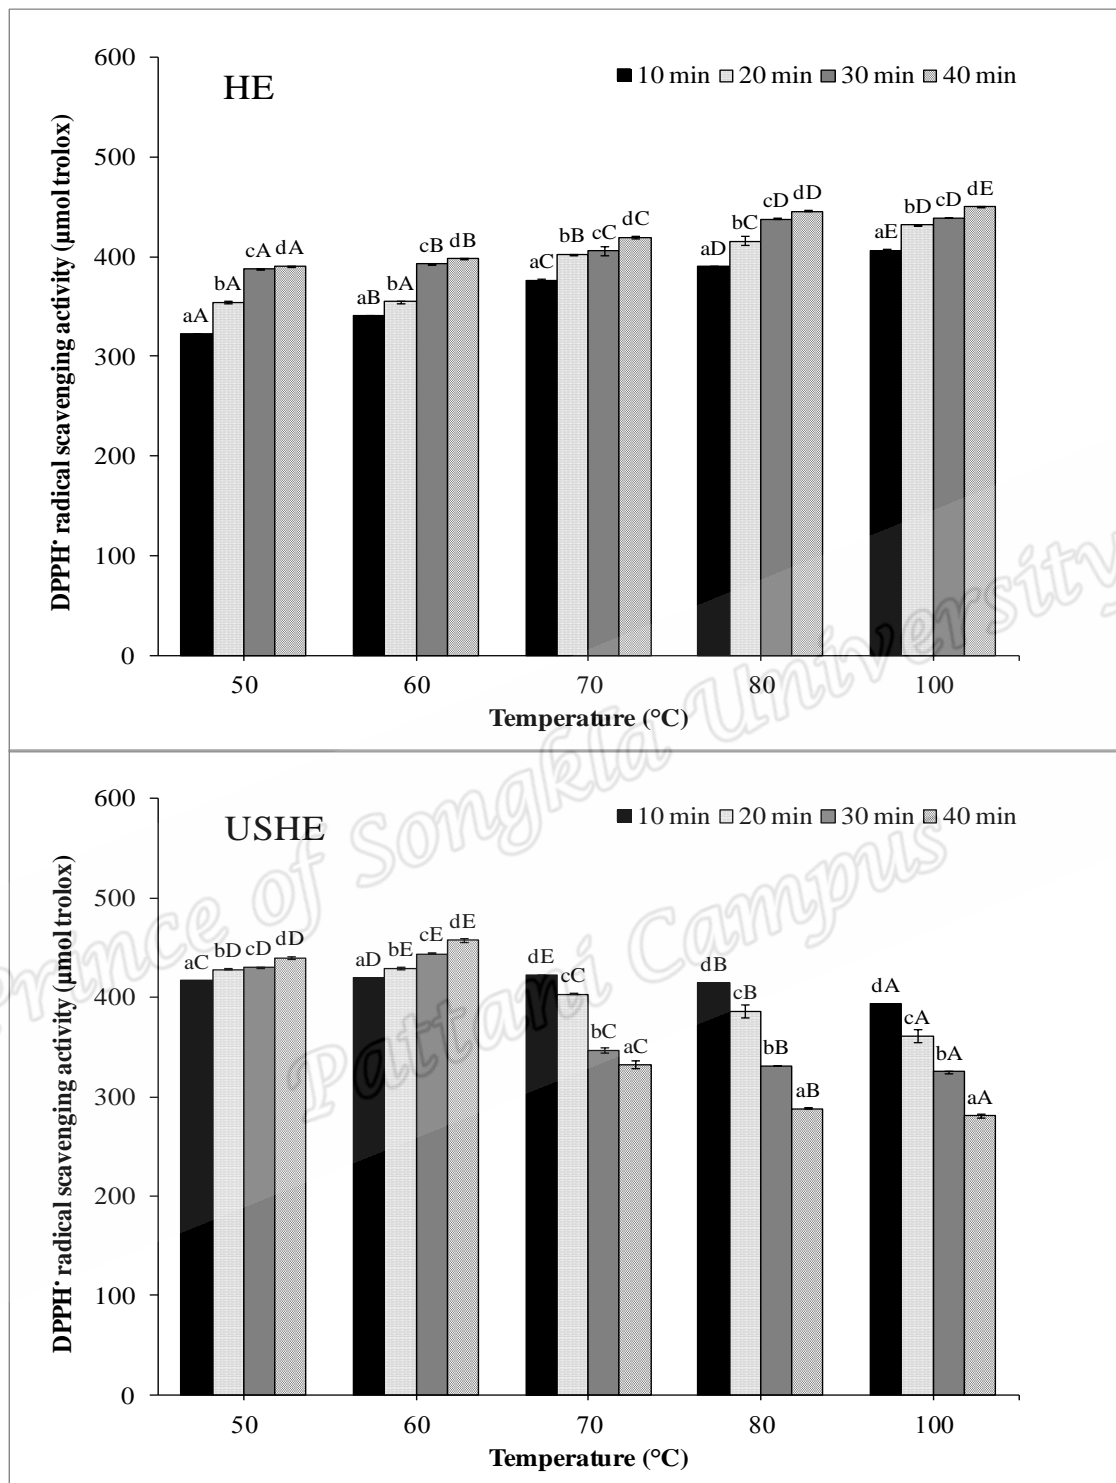 HE
10 min 20 min 30 min 40 min
DPPH• radical scavenging activity (µmol trolox)
600
500
400
300
200
100
0
aA bA cA dA
aB bA cB dB
aC bB cC dC
aD bC cD dD
aE bD cD dE
50 60 70 80 100
Temperature (°C)
USHE
10 min 20 min 30 min 40 min
DPPH• radical scavenging activity (µmol trolox)
600
500
400
300
200
100
0
aC bD cD dD
aD bE cE dE
dE cC bC aC
dB cB bB aB
dA cA bA aA
50 60 70 80 100
Temperature (°C)
Prince of Songkla University
Pattani Campus